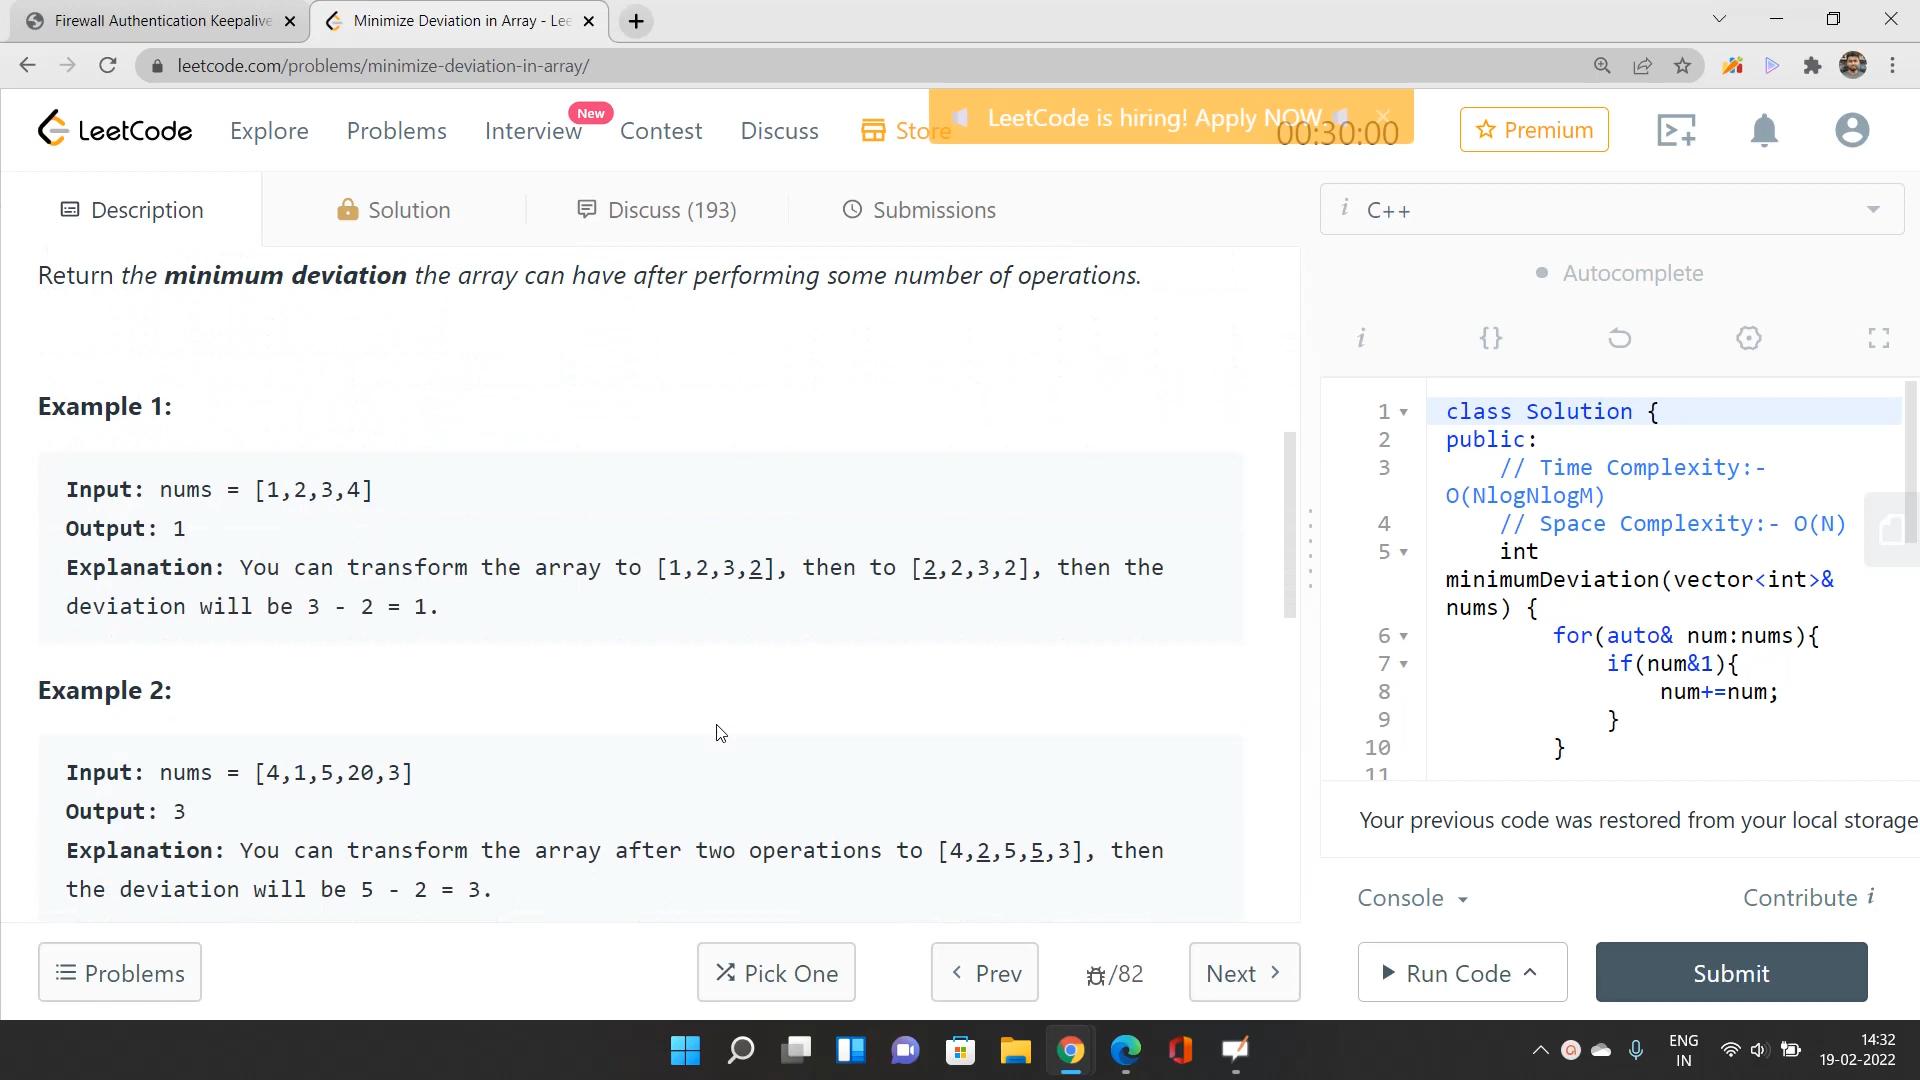 Firewall Authentication Keepalive
Minimize Deviation in Array - Lee
leetcode.com/problems/minimize-deviation-in-array/
LeetCode Explore Problems Interview New Contest Discuss Store
LeetCode is hiring! Apply NOW
00:30:00
Premium
Description Solution Discuss (193) Submissions
Return the minimum deviation the array can have after performing some number of operations.
Example 1:
Input: nums = [1,2,3,4]
Output: 1
Explanation: You can transform the array to [1,2,3,2], then to [2,2,3,2], then the
deviation will be 3 - 2 = 1.
Example 2:
Input: nums = [4,1,5,20,3]
Output: 3
Explanation: You can transform the array after two operations to [4,2,5,5,3], then
the deviation will be 5 - 2 = 3.
Problems Pick One Prev /82 Next
i C++
Autocomplete
i {}
1 class Solution {
2 public:
3 // Time Complexity:-
O(NlogNlogM)
4 // Space Complexity:- O(N)
5 int
minimumDeviation(vector<int>&
nums) {
6 for(auto& num:nums){
7 if(num&1){
8 num+=num;
9 }
10 }
11
Your previous code was restored from your local storage
Console Contribute i
Run Code Submit
ENG
IN
14:32
19-02-2022